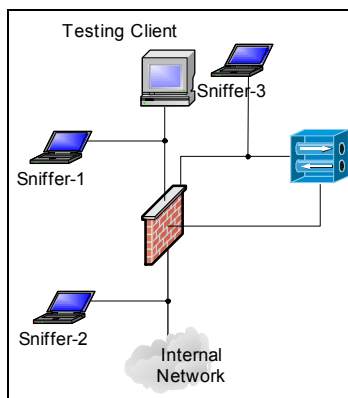 Testing Client
Sniffer-3
Sniffer-1
Sniffer-2
Internal
Network